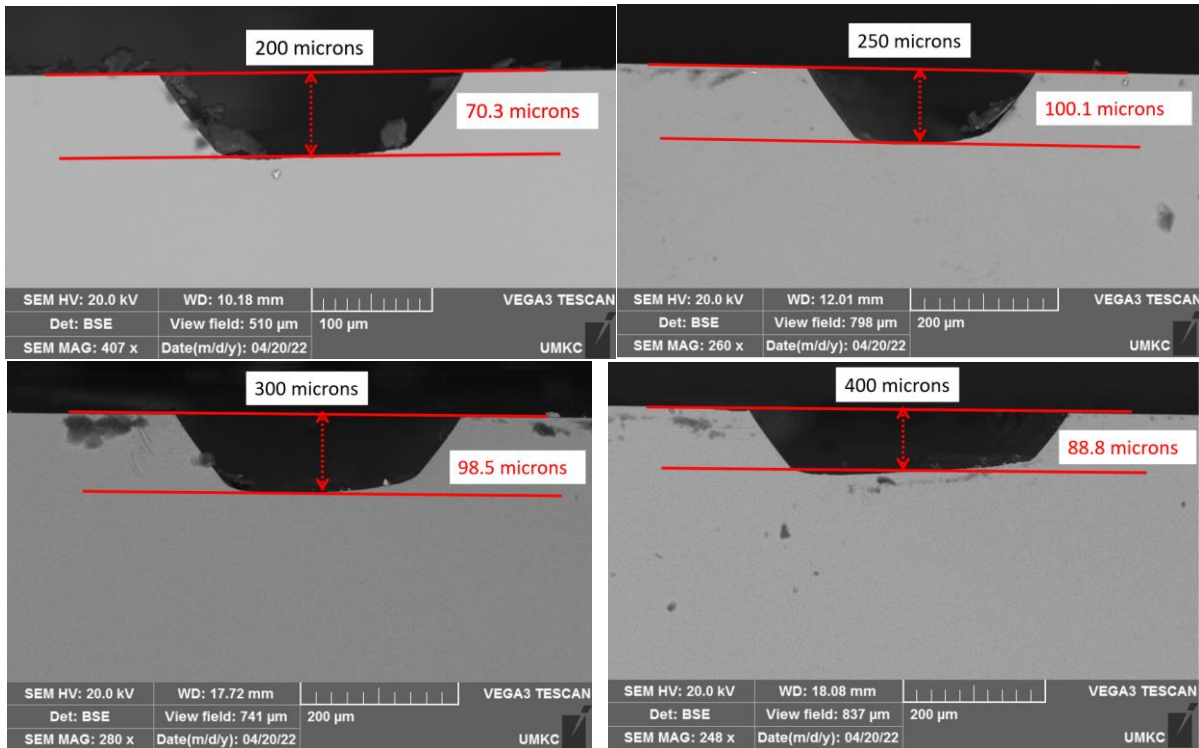 200 microns
70.3 microns
SEM HV: 20.0 kV WD: 10.18 mm VEGA3 TESCAN
Det: BSE View field: 510 µm 100 µm
SEM MAG: 407 x Date(m/d/y): 04/20/22 UMKC
250 microns
100.1 microns
SEM HV: 20.0 kV WD: 12.01 mm VEGA3 TESCAN
Det: BSE View field: 798 µm 200 µm
SEM MAG: 260 x Date(m/d/y): 04/20/22 UMKC
300 microns
98.5 microns
SEM HV: 20.0 kV WD: 17.72 mm VEGA3 TESCAN
Det: BSE View field: 741 µm 200 µm
SEM MAG: 280 x Date(m/d/y): 04/20/22 UMKC
400 microns
88.8 microns
SEM HV: 20.0 kV WD: 18.08 mm VEGA3 TESCAN
Det: BSE View field: 837 µm 200 µm
SEM MAG: 248 x Date(m/d/y): 04/20/22 UMKC